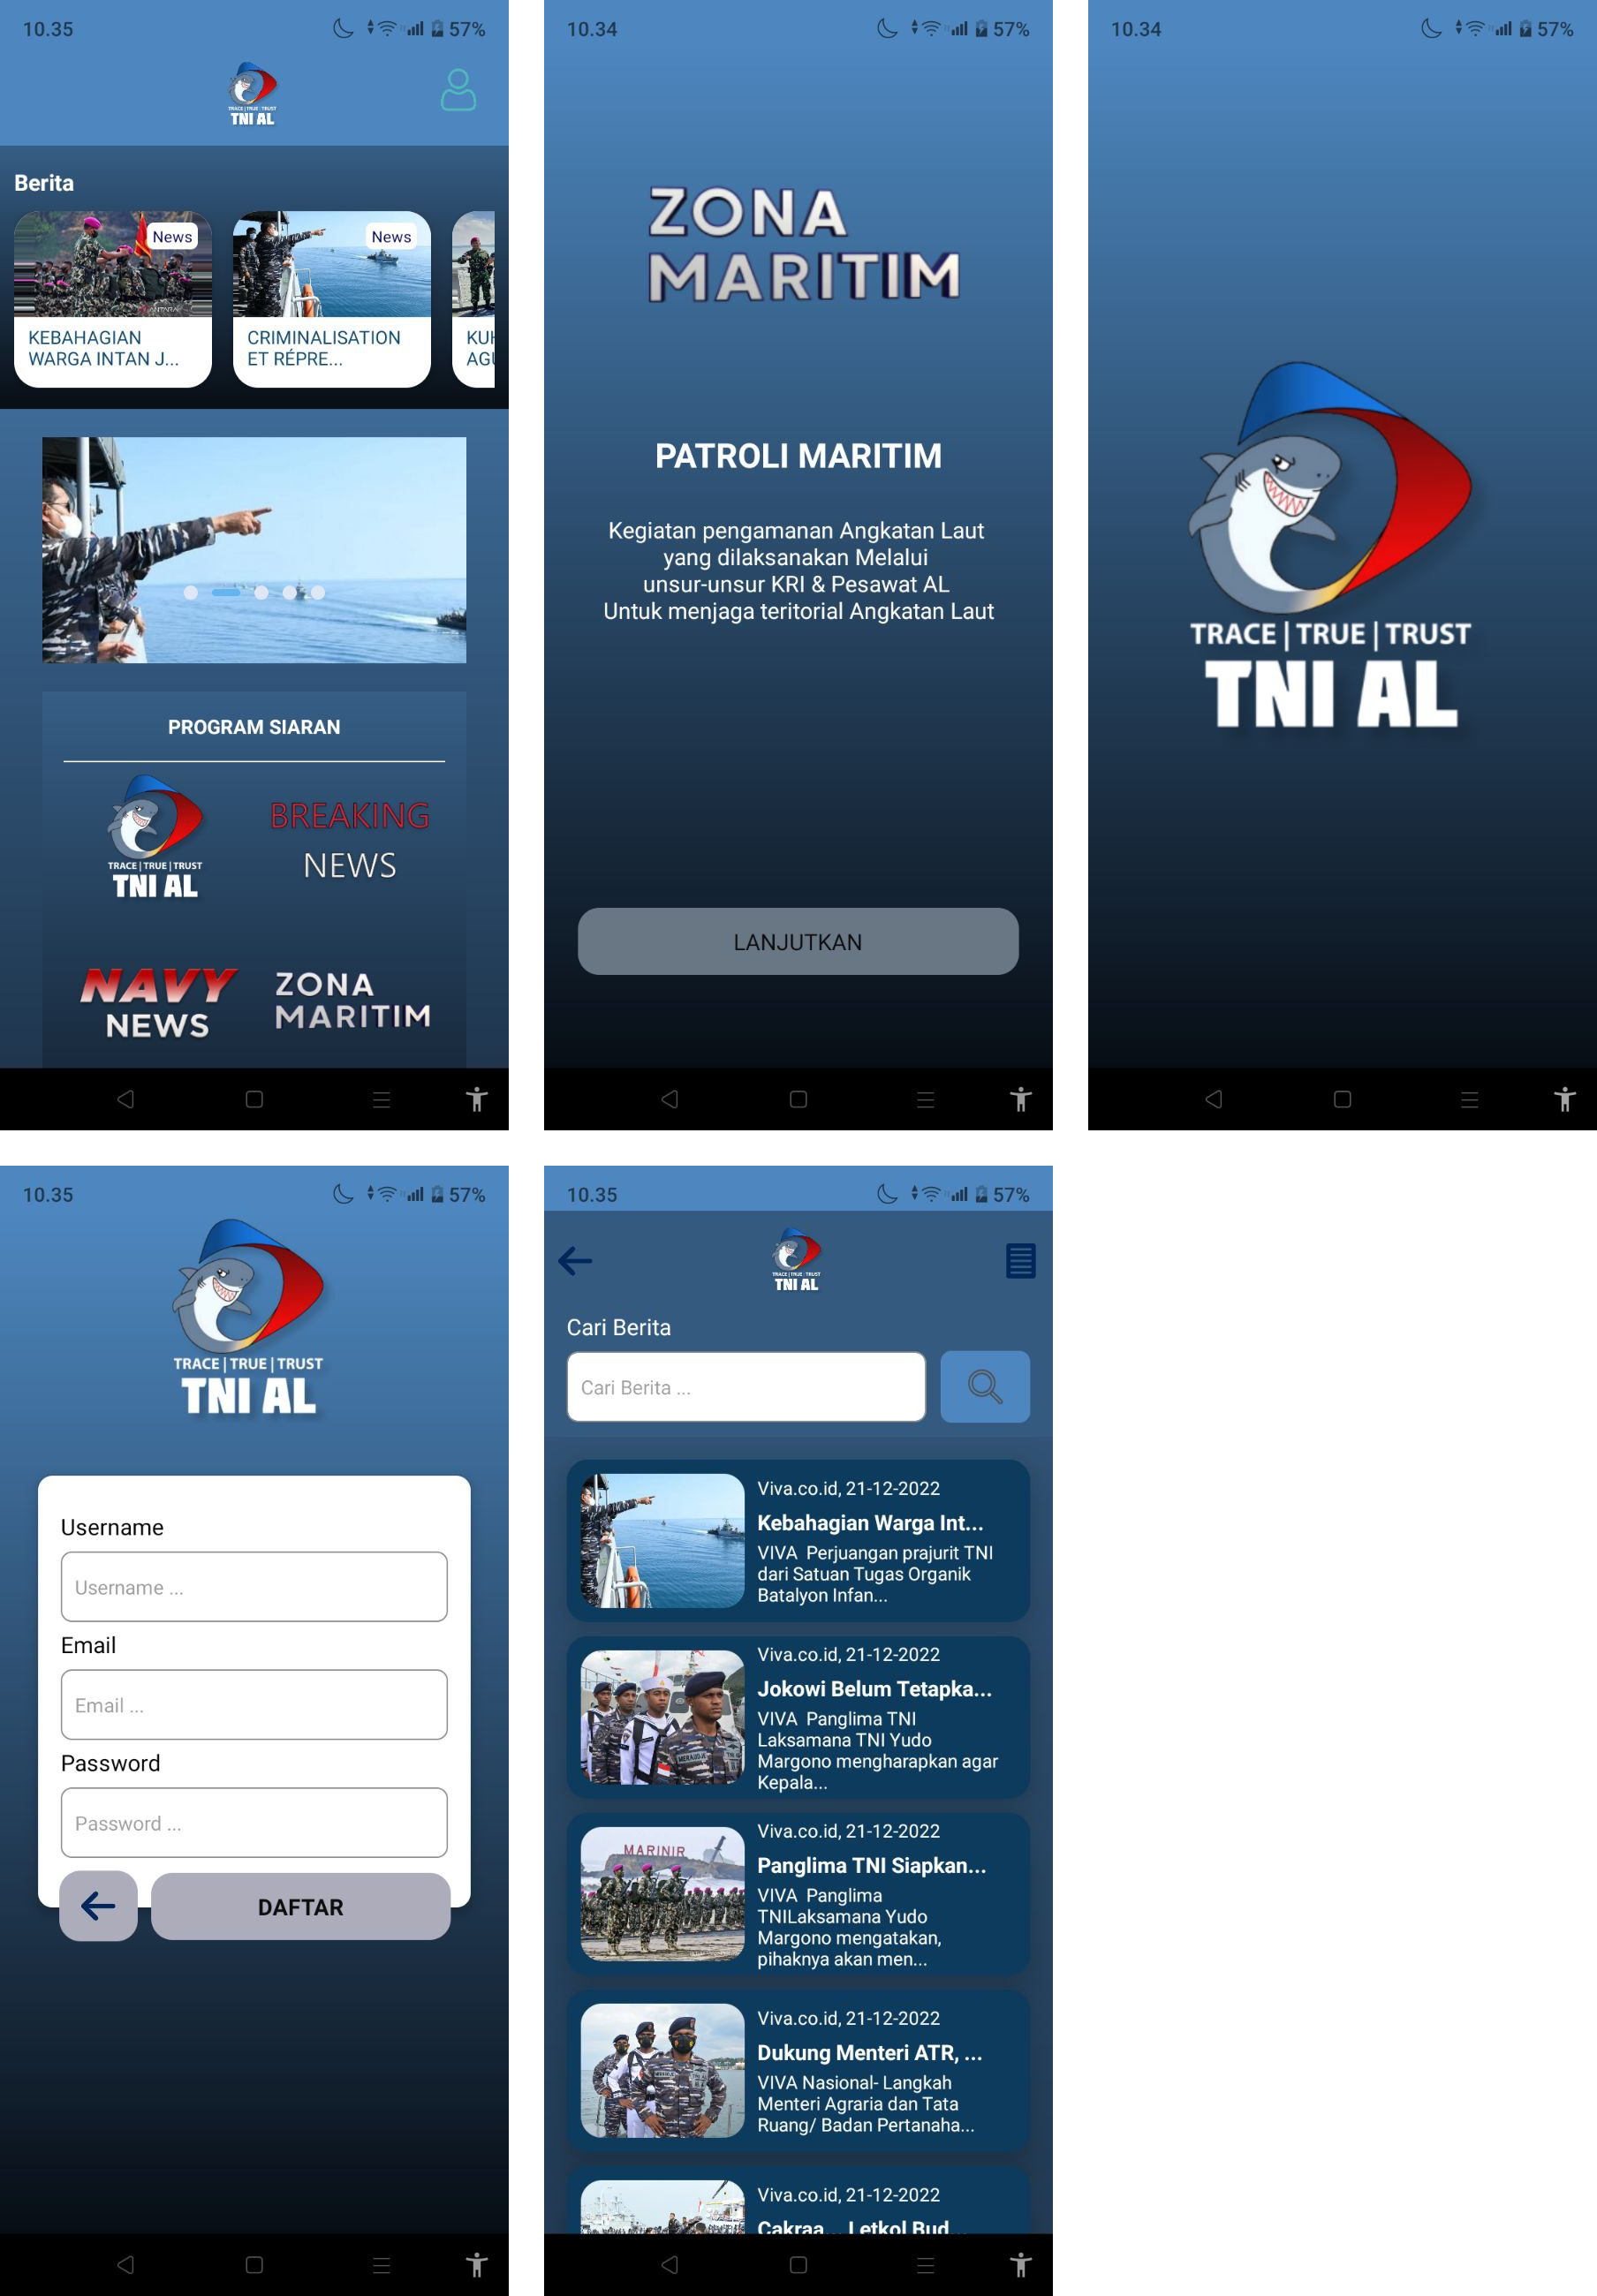 10.35
57%
TRACE | TRUE | TRUST
TNI AL
Berita
News
KEBAHAGIAN
WARGA INTAN J...
News
CRIMINALISATION
ET RÉPRE...
PROGRAM SIARAN
TRACE | TRUE | TRUST
TNI AL
BREAKING
NEWS
NAVY
NEWS
ZONA
MARITIM
10.34
57%
ZONA
MARITIM
PATROLI MARITIM
Kegiatan pengamanan Angkatan Laut
yang dilaksanakan Melalui
unsur-unsur KRI & Pesawat AL
Untuk menjaga teritorial Angkatan Laut
LANJUTKAN
10.34
57%
TRACE | TRUE | TRUST
TNI AL
10.35
57%
TRACE | TRUE | TRUST
TNI AL
Username
Username ...
Email
Email ...
Password
Password ...
DAFTAR
10.35
57%
TRACE | TRUE | TRUST
TNI AL
Cari Berita
Cari Berita ...
Viva.co.id, 21-12-2022
Kebahagian Warga Int...
VIVA  Perjuangan prajurit TNI
dari Satuan Tugas Organik
Batalyon Infan...
Viva.co.id, 21-12-2022
Jokowi Belum Tetapka...
VIVA  Panglima TNI
Laksamana TNI Yudo
Margono mengharapkan agar
Kepala...
MARINIR
Viva.co.id, 21-12-2022
Panglima TNI Siapkan...
VIVA  Panglima
TNILaksamana Yudo
Margono mengatakan,
pihaknya akan men...
Viva.co.id, 21-12-2022
Dukung Menteri ATR, ...
VIVA Nasional- Langkah
Menteri Agraria dan Tata
Ruang/ Badan Pertanaha...
Viva.co.id, 21-12-2022
Cakraa... Letkol Bud...